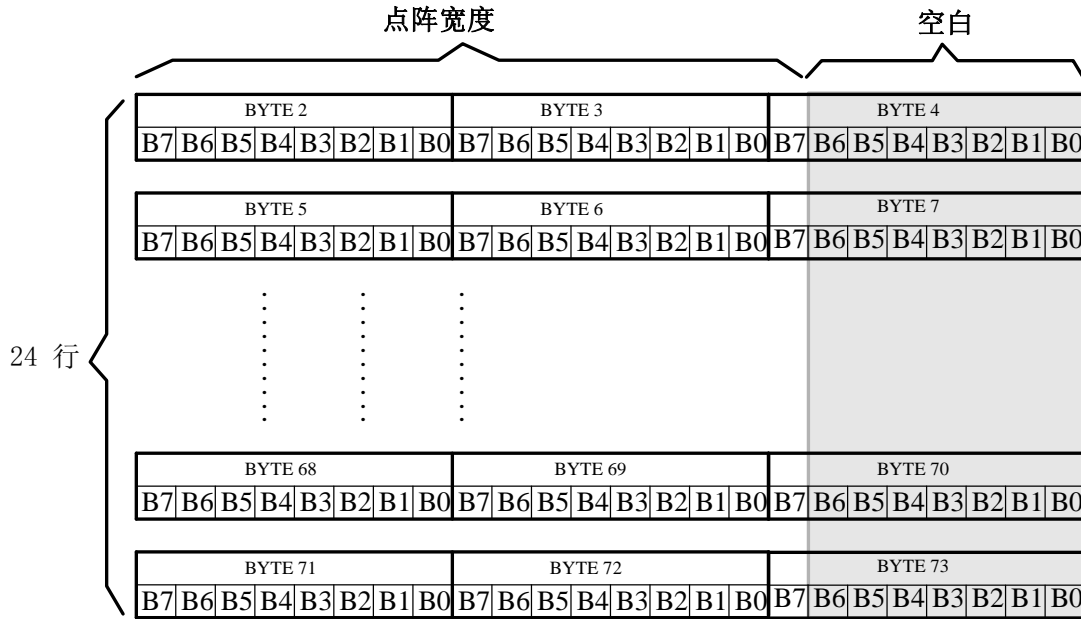 点阵宽度 空白
BYTE 2 BYTE 3 BYTE 4
B7 B6 B5 B4 B3 B2 B1 B0 B7 B6 B5 B4 B3 B2 B1 B0 B7 B6 B5 B4 B3 B2 B1 B0
BYTE 5 BYTE 6 BYTE 7
B7 B6 B5 B4 B3 B2 B1 B0 B7 B6 B5 B4 B3 B2 B1 B0 B7 B6 B5 B4 B3 B2 B1 B0
24 行
BYTE 68 BYTE 69 BYTE 70
B7 B6 B5 B4 B3 B2 B1 B0 B7 B6 B5 B4 B3 B2 B1 B0 B7 B6 B5 B4 B3 B2 B1 B0
BYTE 71 BYTE 72 BYTE 73
B7 B6 B5 B4 B3 B2 B1 B0 B7 B6 B5 B4 B3 B2 B1 B0 B7 B6 B5 B4 B3 B2 B1 B0